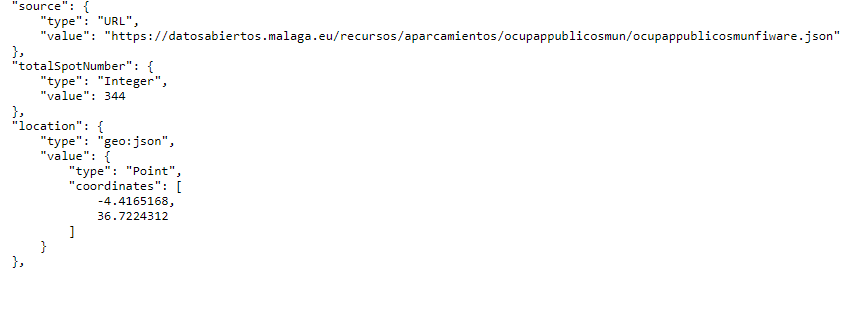 "source": {
    "type": "URL",
    "value": "https://datosabiertos.malaga.eu/recursos/aparcamientos/ocupappublicosmun/ocupappublicosmunfiware.json"
},
"totalSpotNumber": {
    "type": "Integer",
    "value": 344
},
"location": {
    "type": "geo:json",
    "value": {
        "type": "Point",
        "coordinates": [
            -4.4165168,
            36.7224312
        ]
    }
},